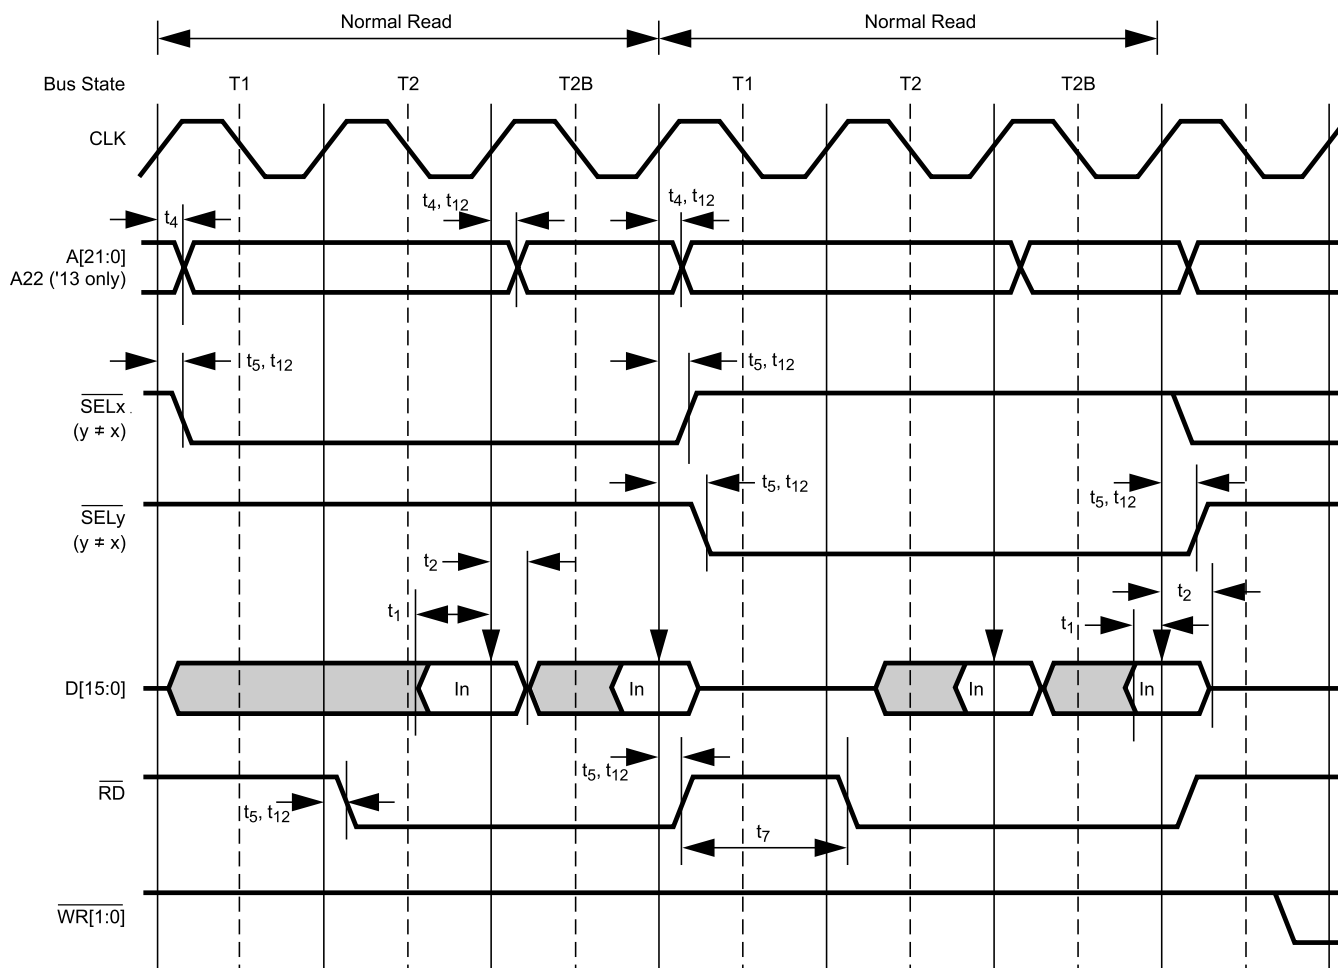 Normal Read Normal Read
Bus State T1 T2 T2B T1 T2 T2B
CLK
t4 t4, t12 t4, t12
A[21:0]
A22 ('13 only)
t5, t12 t5, t12
SELx
(y ≠ x)
t5, t12 t5, t12
SELy
(y ≠ x)
t2 t2
t1 t1
D[15:0] In In In In
t5, t12
RD
t5, t12
t7
WR[1:0]